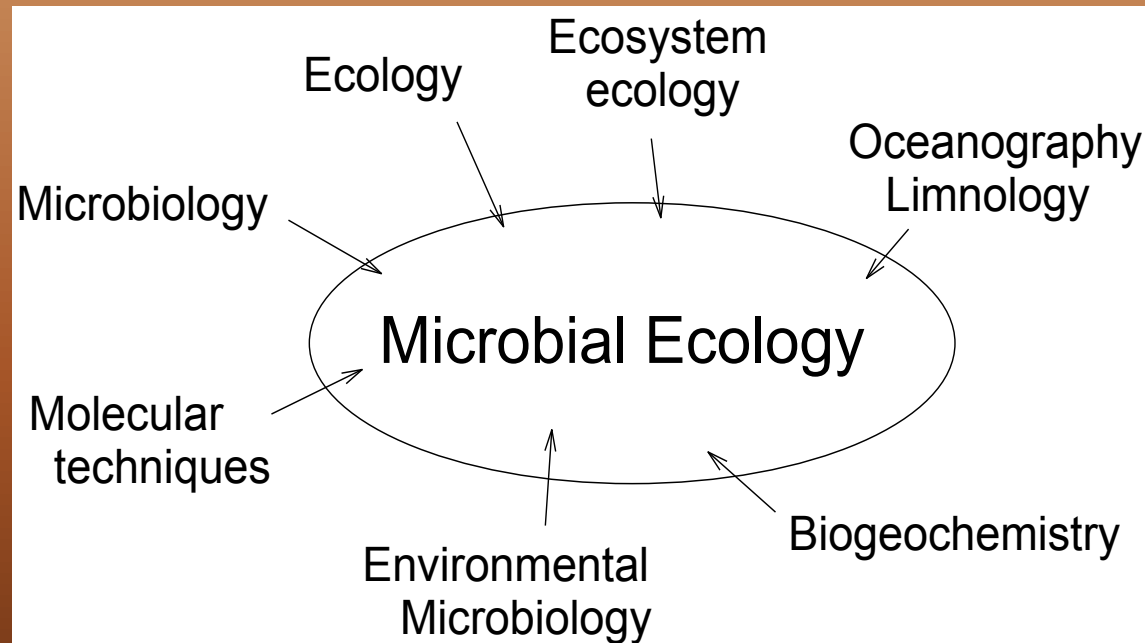 Ecosystem
ecology
Ecology
Oceanography
Limnology
Microbiology
Microbial Ecology
Molecular
techniques
Biogeochemistry
Environmental
Microbiology